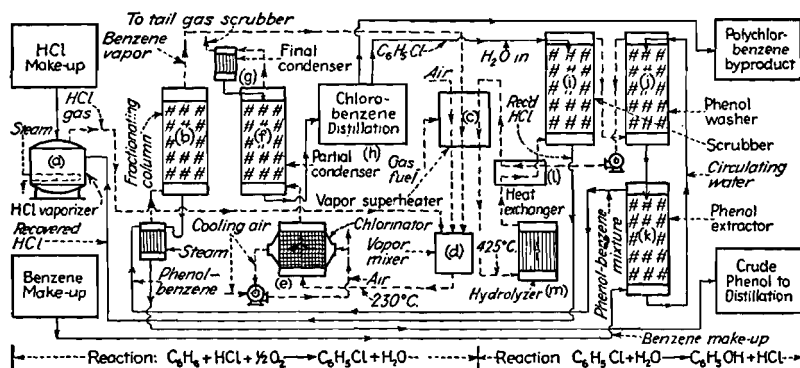 To tail gas scrubber
HCl
Make-up
Benzene
vapor
Final
condenser
C₆H₅Cl
H₂O in
Polychlor-
benzene
byproduct
HCl
gas
Steam
(a)
HCl vaporizer
Recovered
HCl
Fractionating
column
(b)
(g)
(f)
Partial
condenser
Chloro-
benzene
Distillation
(h)
Air
(c)
Gas
fuel
Vapor superheater
Rec'd
HCl
(i)
(j)
Phenol
washer
Scrubber
Circulating
water
(l)
Heat
exchanger
Phenol
extractor
(k)
Phenol-benzene
mixture
Cooling air
Chlorinator
Steam
Phenol-
benzene
(e)
Air
230°C.
Vapor
mixer
(d)
425°C.
Hydrolyzer
(m)
Benzene
Make-up
Crude
Phenol to
Distillation
Benzene make-up
Reaction: C₆H₆ + HCl + ½O₂ → C₆H₅Cl + H₂O
Reaction C₆H₅Cl + H₂O → C₆H₅OH + HCl